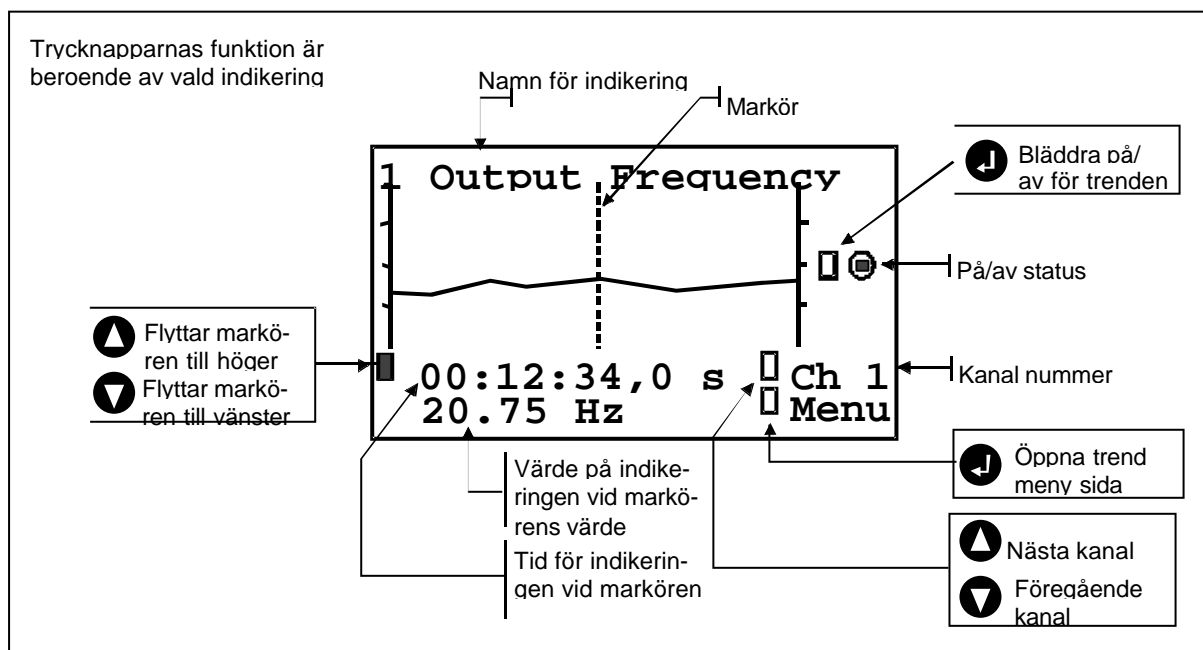 Trycknapparnas funktion är
beroende av vald indikering
Namn för indikering
Markör
1 Output Frequency
Bläddra på/
av för trenden
På/av status
Flyttar markö-
ren till höger
Flyttar markö-
ren till vänster
00:12:34,0 s
Ch 1
20.75 Hz
Menu
Kanal nummer
Öppna trend
meny sida
Värde på indike-
ringen vid markö-
rens värde
Tid för indikerin-
gen vid markören
Nästa kanal
Föregående
kanal